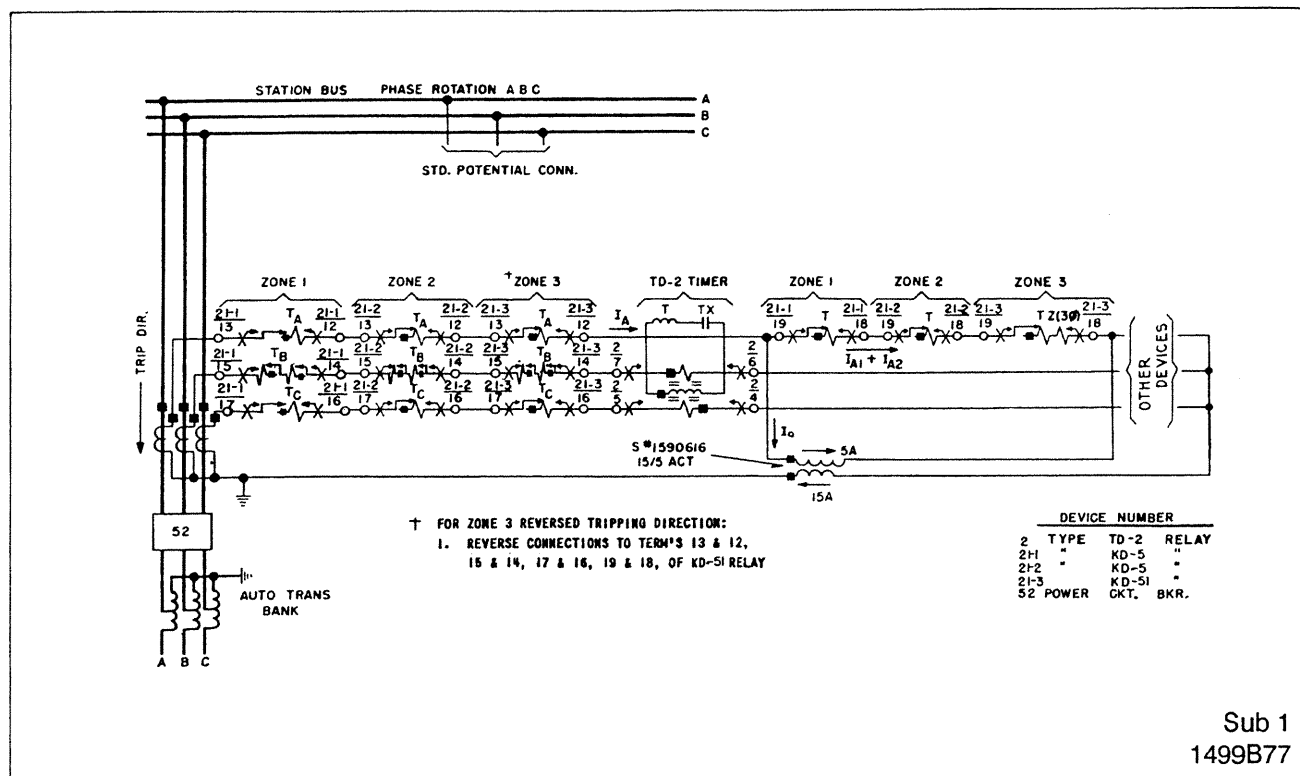 STATION BUS PHASE ROTATION A B C
A
B
C
STD. POTENTIAL CONN.
TRIP DIR.
ZONE 1 ZONE 2 † ZONE 3 TD-2 TIMER ZONE 1 ZONE 2 ZONE 3
T TX
21-1 13 TA 21-1 12 21-2 13 TA 21-2 12 21-3 13 TA 21-3 12 IA 21-1 19 T 21-1 18 21-2 19 T 21-2 18 21-3 19 T Z(3Ø) 21-3 18
IA1 + IA2
21-1 15 TB 21-1 14 21-2 15 TB 21-2 14 21-3 15 TB 21-3 14 2 7 2 6
21-1 17 TC 21-1 16 21-2 17 TC 21-2 16 21-3 17 TC 21-3 16 2 5 2 4
OTHER DEVICES
Io
S#1590616
15/5 ACT
5A
15A
52
† FOR ZONE 3 REVERSED TRIPPING DIRECTION:
1. REVERSE CONNECTIONS TO TERM'S 13 & 12,
15 & 14, 17 & 16, 19 & 18, OF KD-51 RELAY
DEVICE NUMBER
2 TYPE TD-2 RELAY
21-1 " KD-5 "
21-2 " KD-5 "
21-3 KD-51 "
52 POWER CKT. BKR.
AUTO TRANS
BANK
A B C
Sub 1
1499B77